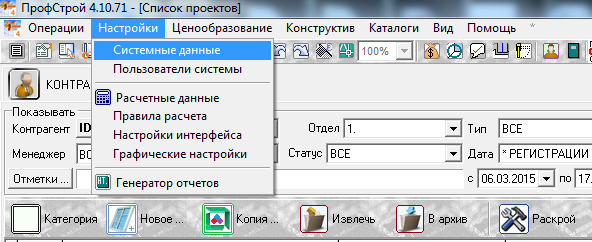 ПрофСтрой 4.10.71 - [Список проектов]
Операции Настройки Ценообразование Конструктив Каталоги Вид Помощь *
Системные данные
100%
Пользователи системы
КОНТРА
Расчетные данные
Показывать
Правила расчета
Контрагент ID Отдел 1. Тип ВСЕ
Настройки интерфейса
Менеджер ВС Графические настройки Статус ВСЕ Дата * РЕГИСТРАЦИИ
Отметки ... Генератор отчетов с 06.03.2015 по 17.
Категория Новое ... Копия ... Извлечь В архив Раскрой